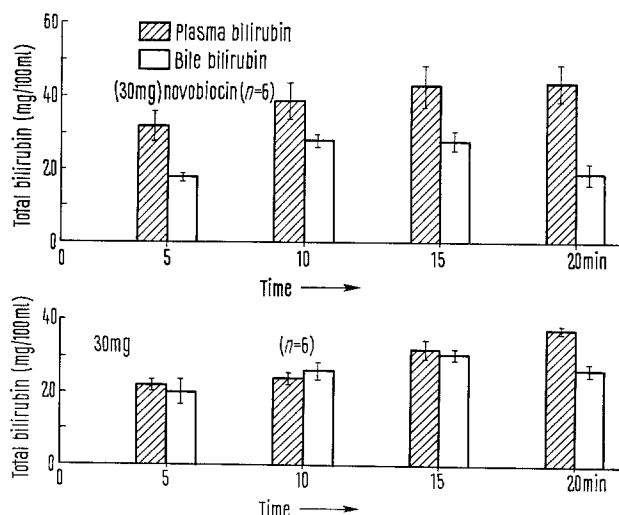 Plasma bilirubin
Bile bilirubin
(30mg) novobiocin (n=6)
Total bilirubin (mg/100ml)
60
40
20
0
0 5 10 15 20min
Time
Total bilirubin (mg/100ml)
40
20
0
30mg (n=6)
0 5 10 15 20min
Time